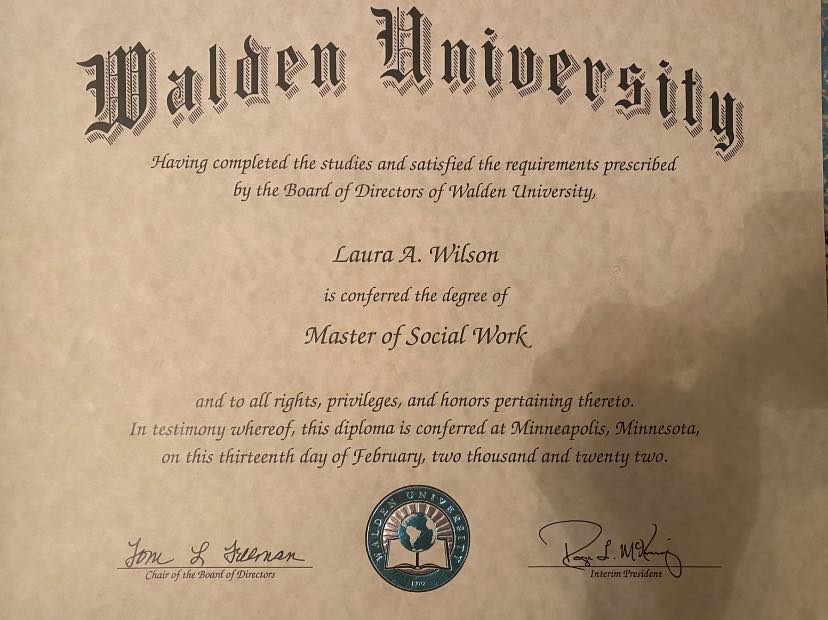 Walden University
Having completed the studies and satisfied the requirements prescribed
by the Board of Directors of Walden University,
Laura A. Wilson
is conferred the degree of
Master of Social Work
and to all rights, privileges, and honors pertaining thereto.
In testimony whereof, this diploma is conferred at Minneapolis, Minnesota,
on this thirteenth day of February, two thousand and twenty two.
WALDEN UNIVERSITY
1970
Chair of the Board of Directors
Interim President